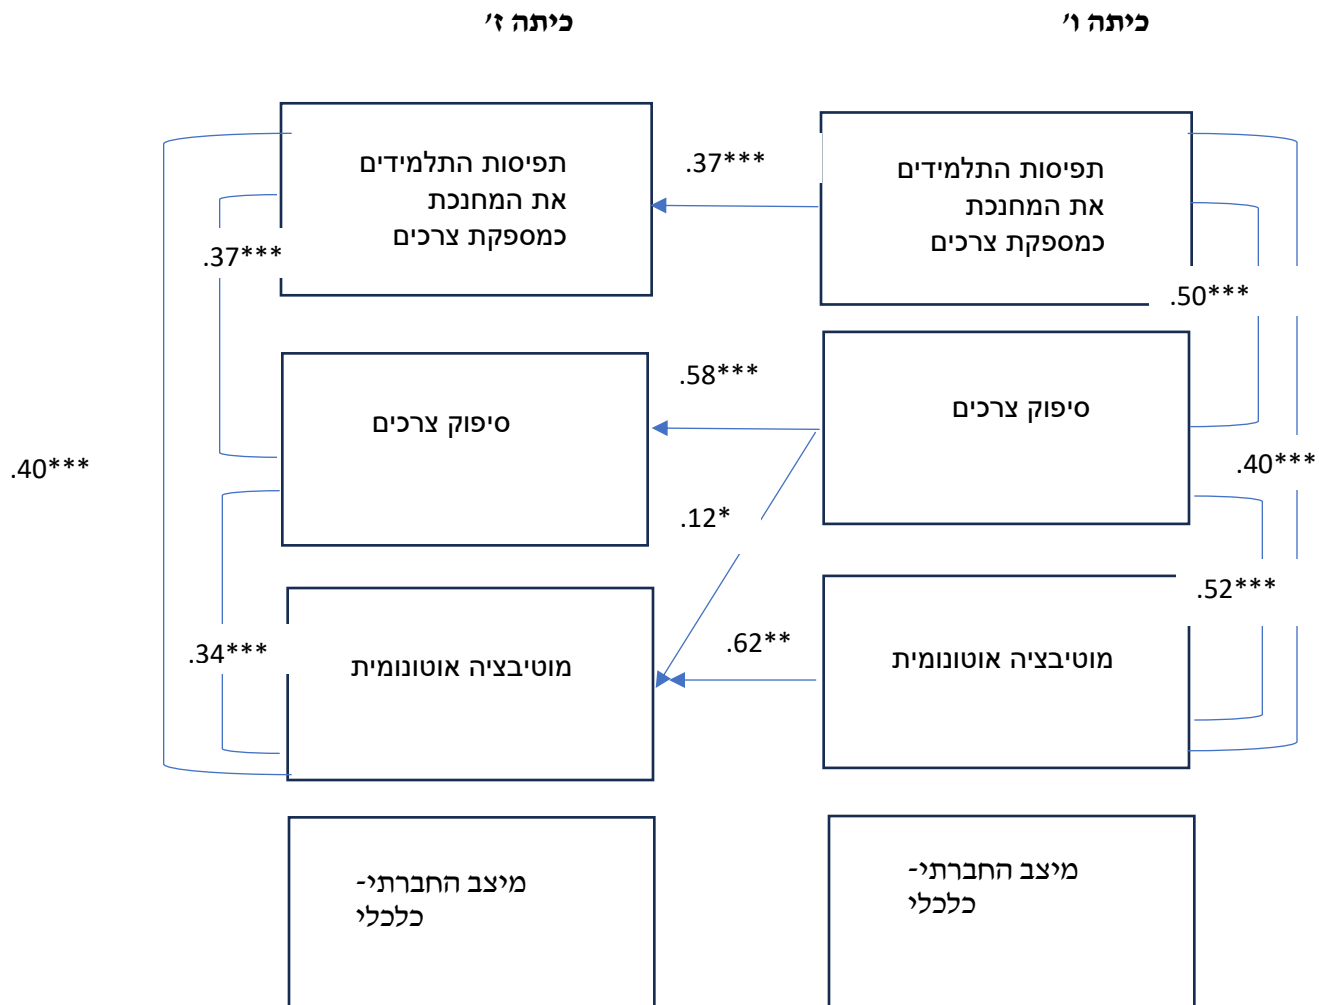 כיתה ו׳
כיתה ז׳
תפיסות התלמידים
את המחנכת
כמספקת צרכים
.37***
תפיסות התלמידים
את המחנכת
כמספקת צרכים
.37***
.50***
סיפוק צרכים
.58***
סיפוק צרכים
.40***
.40***
.12*
.52***
מוטיבציה אוטונומית
.62**
מוטיבציה אוטונומית
.34***
מיצב החברתי-
כלכלי
מיצב החברתי-
כלכלי